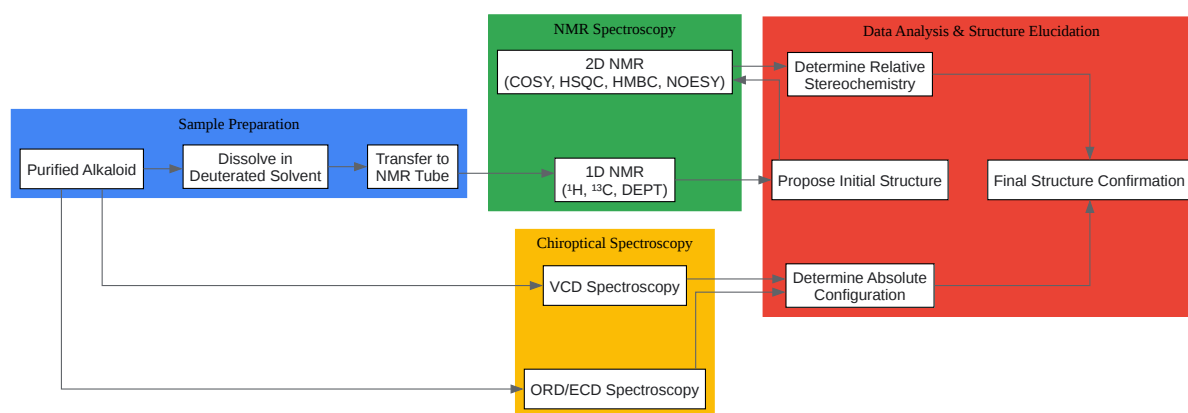 Sample Preparation
Purified Alkaloid
Dissolve in
Deuterated Solvent
Transfer to
NMR Tube
NMR Spectroscopy
2D NMR
(COSY, HSQC, HMBC, NOESY)
1D NMR
(¹H, ¹³C, DEPT)
Chiroptical Spectroscopy
VCD Spectroscopy
ORD/ECD Spectroscopy
Data Analysis & Structure Elucidation
Determine Relative
Stereochemistry
Propose Initial Structure
Final Structure Confirmation
Determine Absolute
Configuration